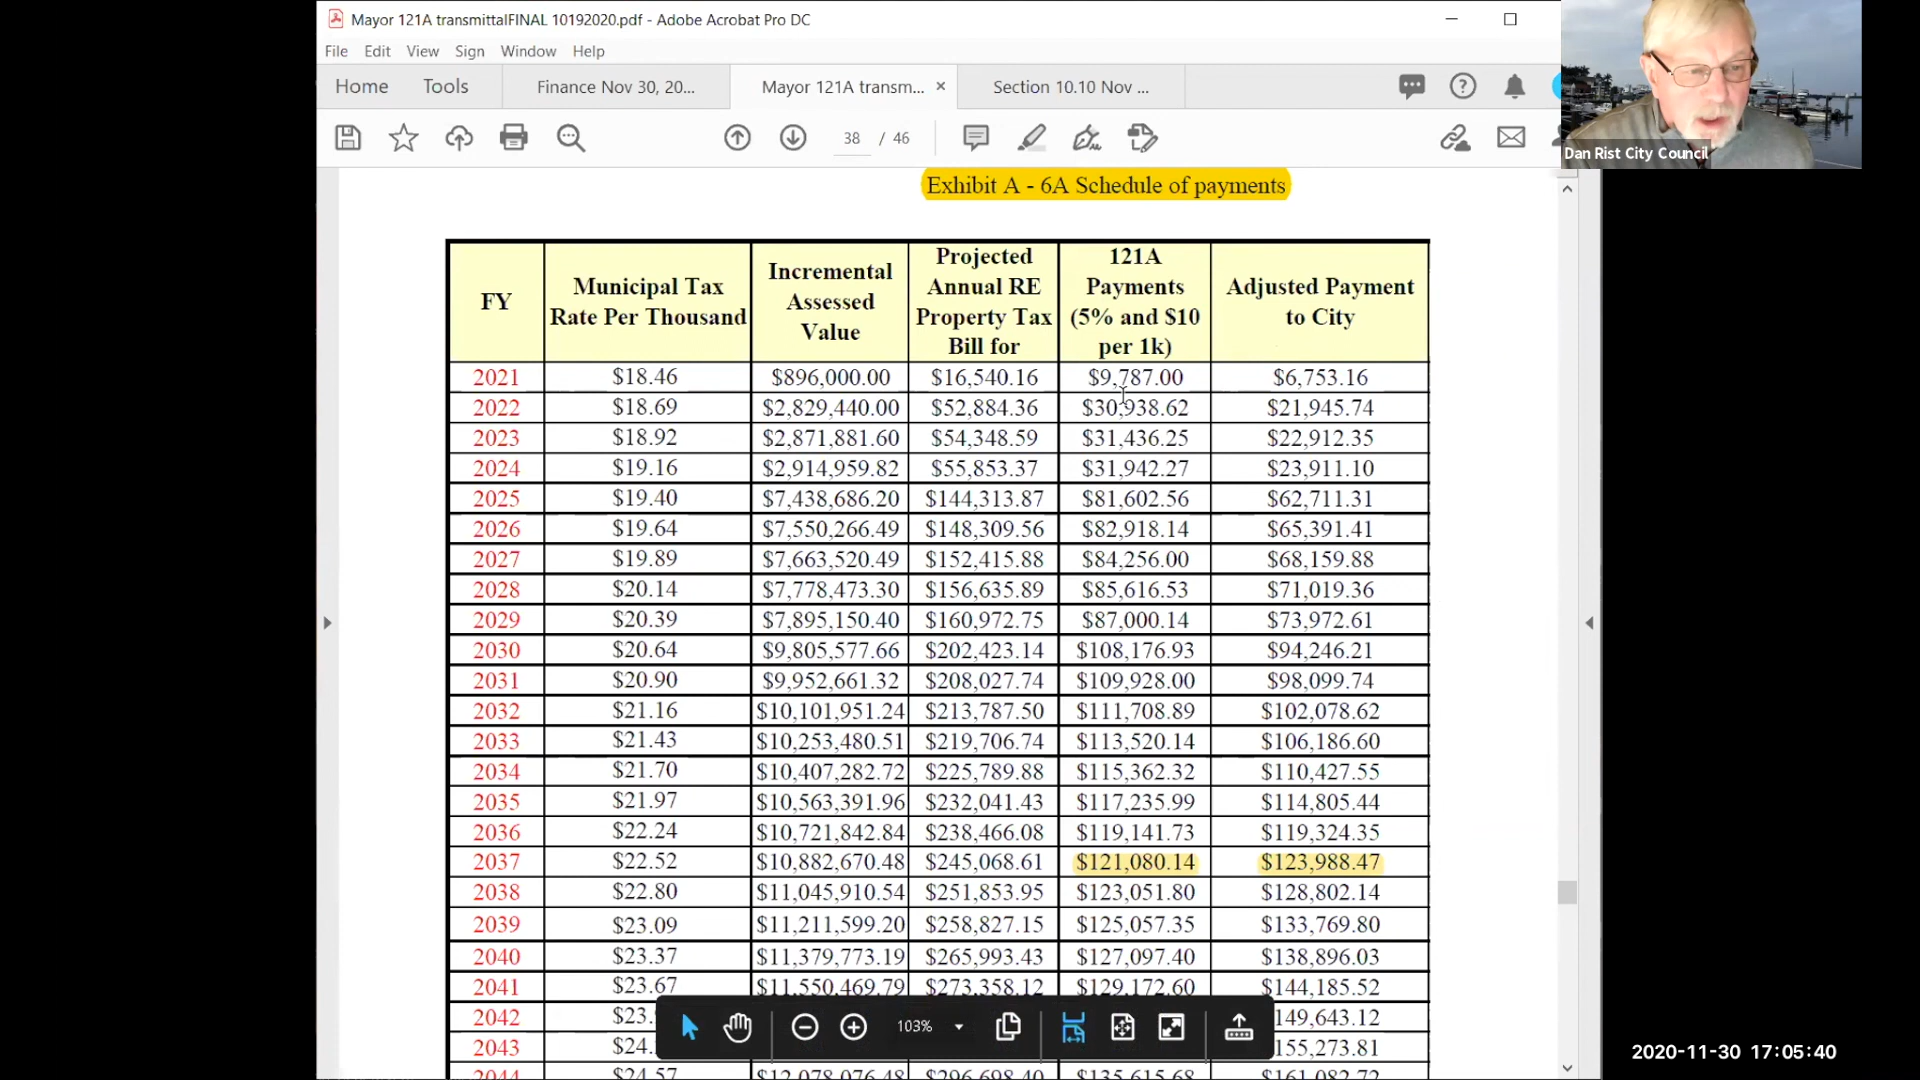 Mayor 121A transmittalFINAL 10192020.pdf - Adobe Acrobat Pro DC
File Edit View Sign Window Help
Home Tools Finance Nov 30, 20... Mayor 121A transm... × Section 10.10 Nov ...
38 / 46
Dan Rist City Council
Exhibit A - 6A Schedule of payments
FY
Municipal Tax
Rate Per Thousand
Incremental
Assessed
Value
Projected
Annual RE
Property Tax
Bill for
121A
Payments
(5% and $10
per 1k)
Adjusted Payment
to City
2021 $18.46 $896,000.00 $16,540.16 $9,787.00 $6,753.16
2022 $18.69 $2,829,440.00 $52,884.36 $30,938.62 $21,945.74
2023 $18.92 $2,871,881.60 $54,348.59 $31,436.25 $22,912.35
2024 $19.16 $2,914,959.82 $55,853.37 $31,942.27 $23,911.10
2025 $19.40 $7,438,686.20 $144,313.87 $81,602.56 $62,711.31
2026 $19.64 $7,550,266.49 $148,309.56 $82,918.14 $65,391.41
2027 $19.89 $7,663,520.49 $152,415.88 $84,256.00 $68,159.88
2028 $20.14 $7,778,473.30 $156,635.89 $85,616.53 $71,019.36
2029 $20.39 $7,895,150.40 $160,972.75 $87,000.14 $73,972.61
2030 $20.64 $9,805,577.66 $202,423.14 $108,176.93 $94,246.21
2031 $20.90 $9,952,661.32 $208,027.74 $109,928.00 $98,099.74
2032 $21.16 $10,101,951.24 $213,787.50 $111,708.89 $102,078.62
2033 $21.43 $10,253,480.51 $219,706.74 $113,520.14 $106,186.60
2034 $21.70 $10,407,282.72 $225,789.88 $115,362.32 $110,427.55
2035 $21.97 $10,563,391.96 $232,041.43 $117,235.99 $114,805.44
2036 $22.24 $10,721,842.84 $238,466.08 $119,141.73 $119,324.35
2037 $22.52 $10,882,670.48 $245,068.61 $121,080.14 $123,988.47
2038 $22.80 $11,045,910.54 $251,853.95 $123,051.80 $128,802.14
2039 $23.09 $11,211,599.20 $258,827.15 $125,057.35 $133,769.80
2040 $23.37 $11,379,773.19 $265,993.43 $127,097.40 $138,896.03
2041 $23.67 $11,550,469.79 $273,358.12 $129,172.60 $144,185.52
2042 $23. 149,643.12
2043 $24. 155,273.81
2044 $24.57 $12,078,076.48 $296,698.40 $135,615.68 $161,082.72
103%
2020-11-30 17:05:40